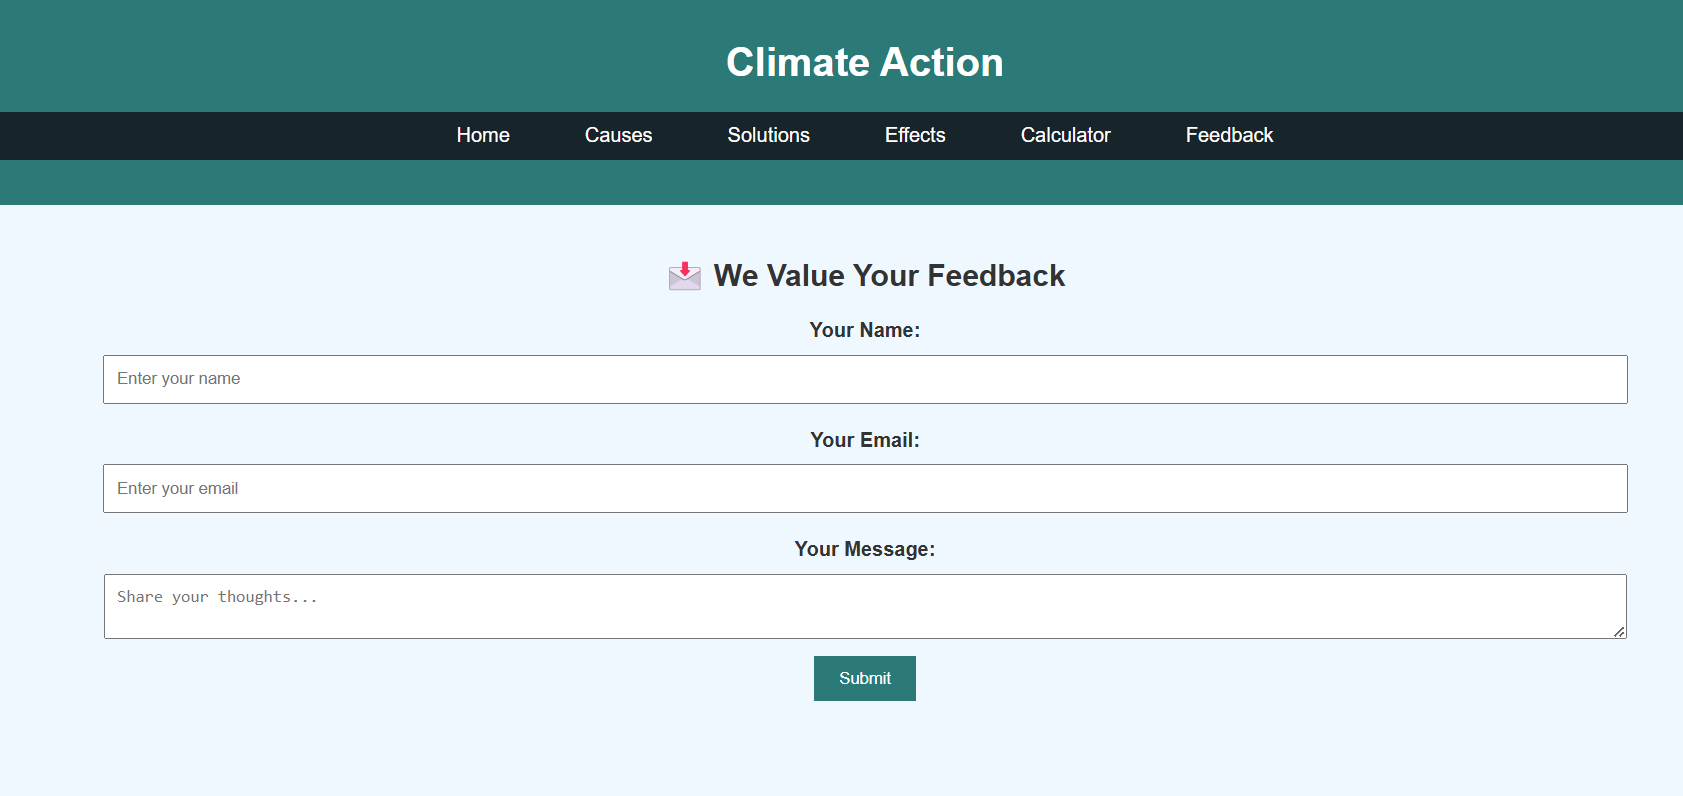 Climate Action
Home Causes Solutions Effects Calculator Feedback
We Value Your Feedback
Your Name:
Enter your name
Your Email:
Enter your email
Your Message:
Share your thoughts...
Submit